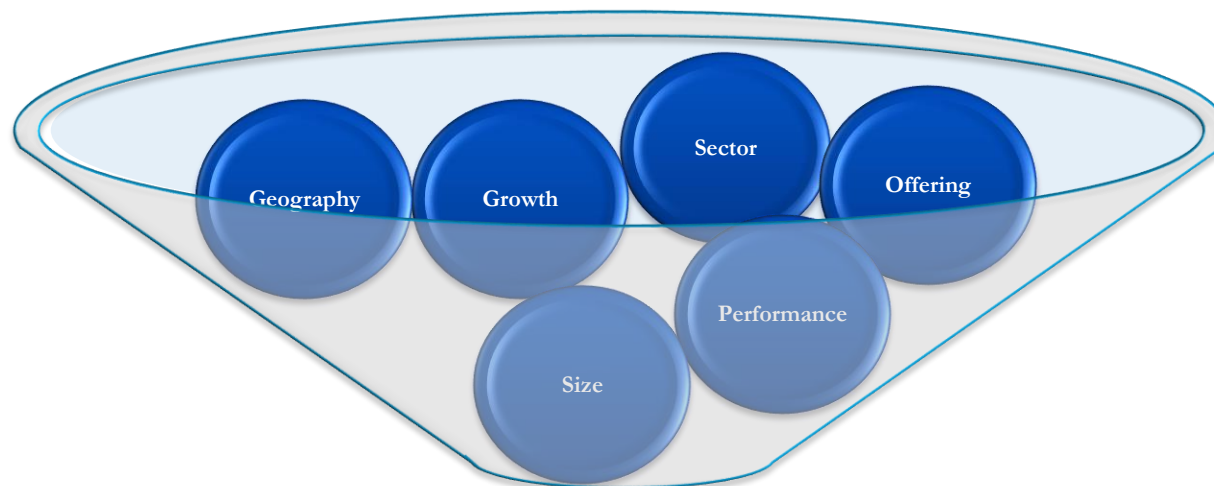 Sector
Geography
Growth
Offering
Performance
Size